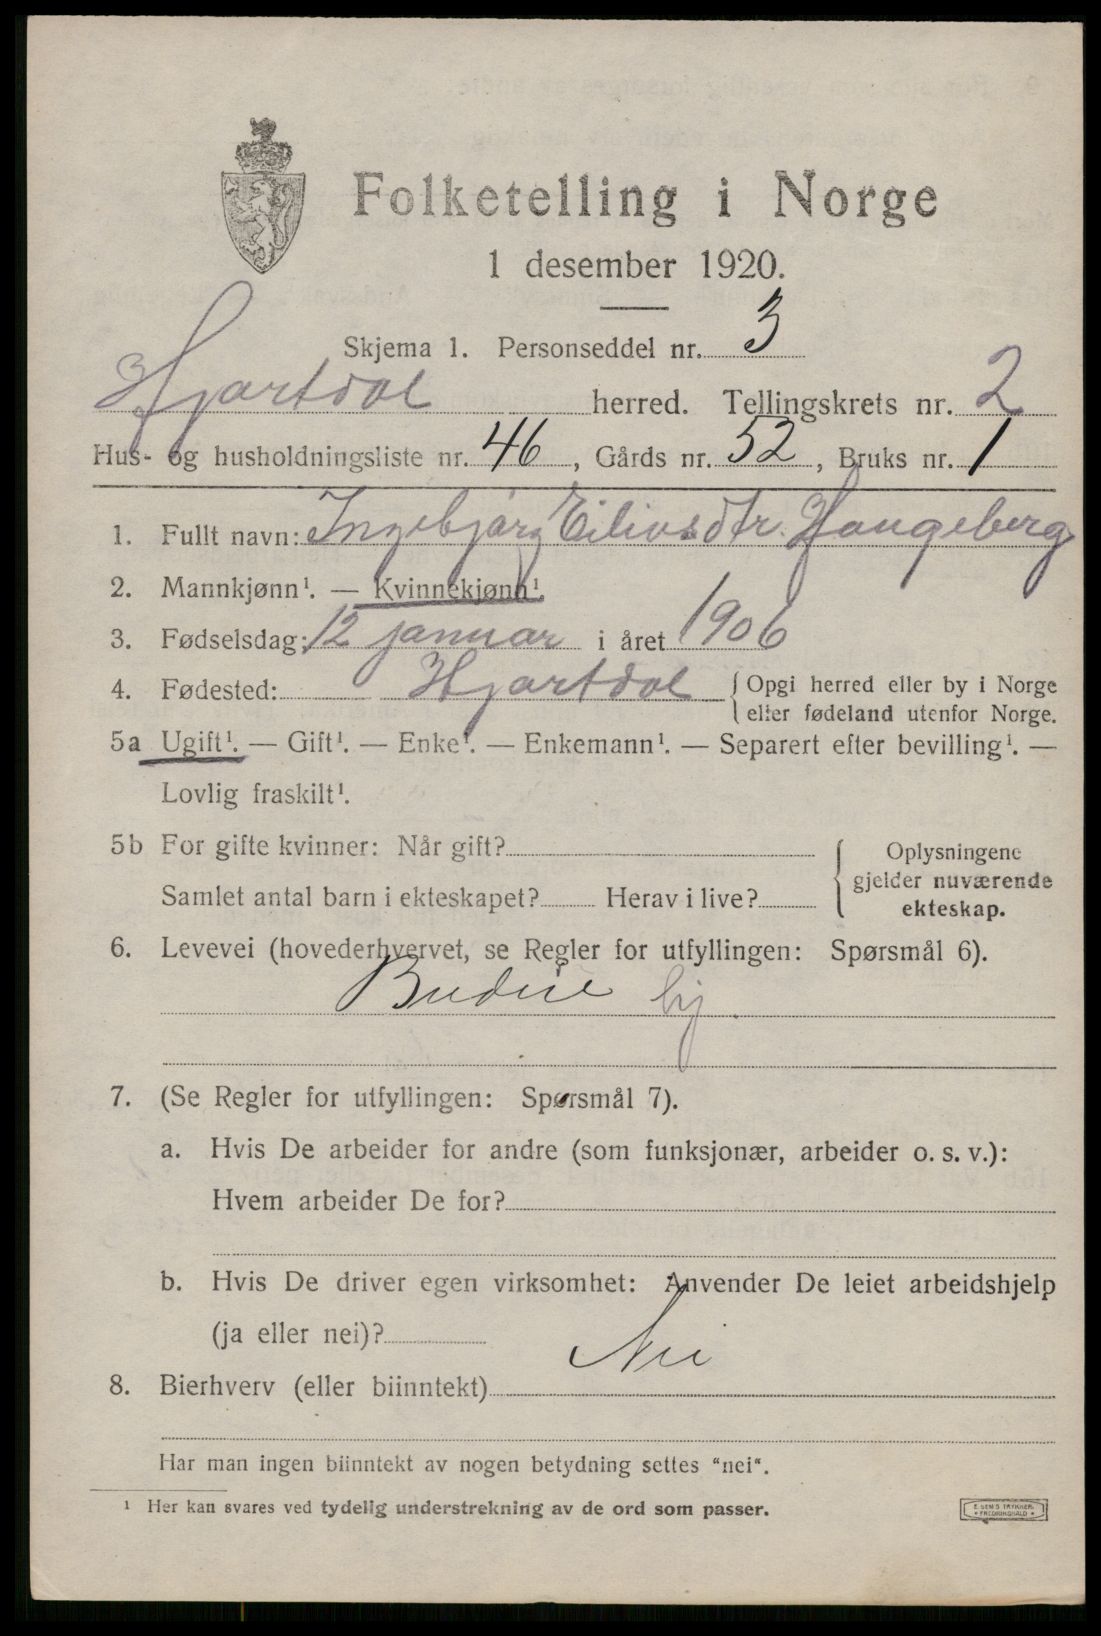 Folketelling i Norge
1 desember 1920.
Skjema 1. Personseddel nr. 3
Hjartdal herred. Tellingskrets nr. 2
Hus- og husholdningsliste nr. 46, Gårds nr. 52, Bruks nr. 1
1. Fullt navn: Ingebjørg Eilivsdtr. Haugeberg
2. Mannkjønn¹. — Kvinnekjønn¹.
3. Fødselsdag: 12 januar i året 1906
4. Fødested: Hjartdal { Opgi herred eller by i Norge
eller fødeland utenfor Norge.
5a Ugift¹. — Gift¹. — Enke¹. — Enkemann¹. — Separert efter bevilling¹. —
Lovlig fraskilt¹.
5b For gifte kvinner: Når gift?
Samlet antal barn i ekteskapet? Herav i live?
{ Oplysningene
gjelder nuværende
ekteskap.
6. Levevei (hovederhvervet, se Regler for utfyllingen: Spørsmål 6).
Budeie hj.
7. (Se Regler for utfyllingen: Spørsmål 7).
a. Hvis De arbeider for andre (som funksjonær, arbeider o. s. v.):
Hvem arbeider De for?
b. Hvis De driver egen virksomhet: Anvender De leiet arbeidshjelp
(ja eller nei)?
8. Bierhverv (eller biinntekt) Nei
Har man ingen biinntekt av nogen betydning settes "nei".
¹ Her kan svares ved tydelig understrekning av de ord som passer.
E. SEM'S TRYKKERI
* FREDRIKSHALD *